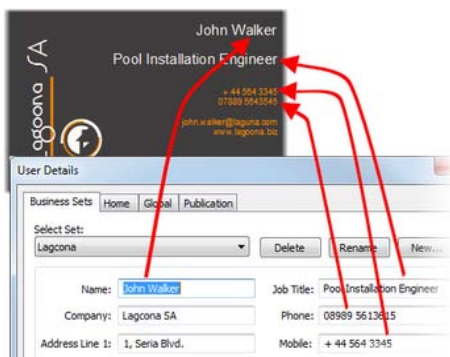 John Walker
Pool Installation Engineer
+ 44 564 3345
07889 5643545
john.walker@laguna.com
www.lagoona.biz
Lagoona SA
User Details
Business Sets Home Global Publication
Select Set:
Lagcona
Delete Rename New...
Name: John Walker Job Title: Pool Installation Engineer
Company: Lagcona SA Phone: 08989 5613615
Address Line 1: 1, Seria Blvd. Mobile: + 44 564 3345